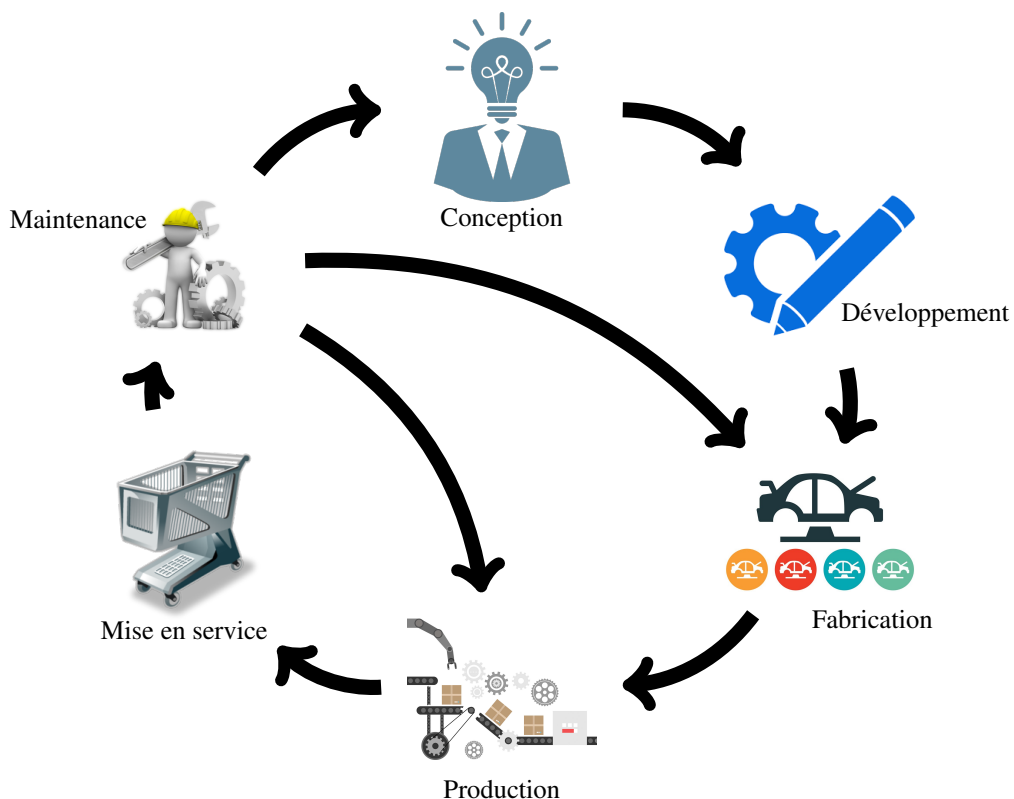 Conception
Maintenance
Développement
Fabrication
Mise en service
Production